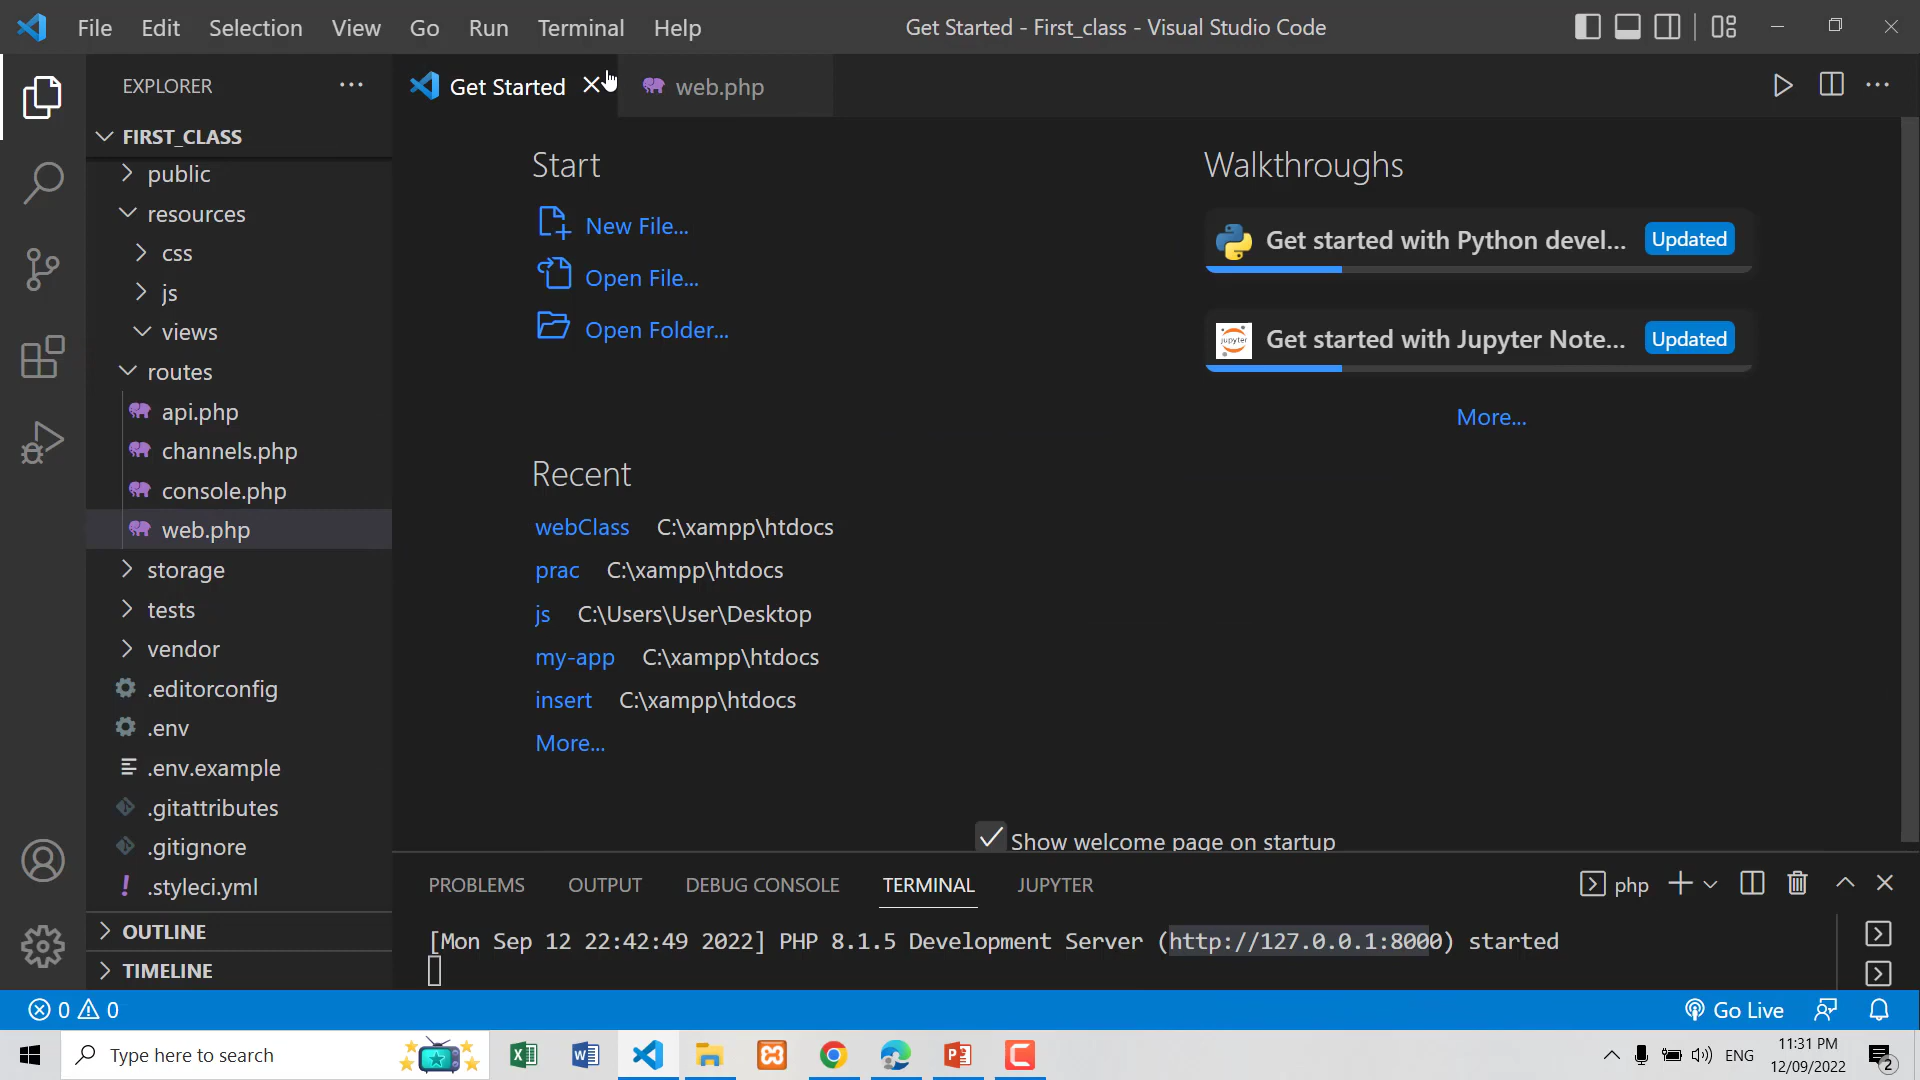 File Edit Selection View Go Run Terminal Help
Get Started - First_class - Visual Studio Code
EXPLORER
FIRST_CLASS
public
resources
css
js
views
routes
api.php
channels.php
console.php
web.php
storage
tests
vendor
.editorconfig
.env
.env.example
.gitattributes
.gitignore
.styleci.yml
OUTLINE
TIMELINE
Get Started
web.php
Start
New File...
Open File...
Open Folder...
Recent
webClass C:\xampp\htdocs
prac C:\xampp\htdocs
js C:\Users\User\Desktop
my-app C:\xampp\htdocs
insert C:\xampp\htdocs
More...
Walkthroughs
Get started with Python devel... Updated
Get started with Jupyter Note... Updated
More...
Show welcome page on startup
PROBLEMS OUTPUT DEBUG CONSOLE TERMINAL JUPYTER
php
[Mon Sep 12 22:42:49 2022] PHP 8.1.5 Development Server (http://127.0.0.1:8000) started
0 0
Go Live
Type here to search
ENG
11:31 PM
12/09/2022
2